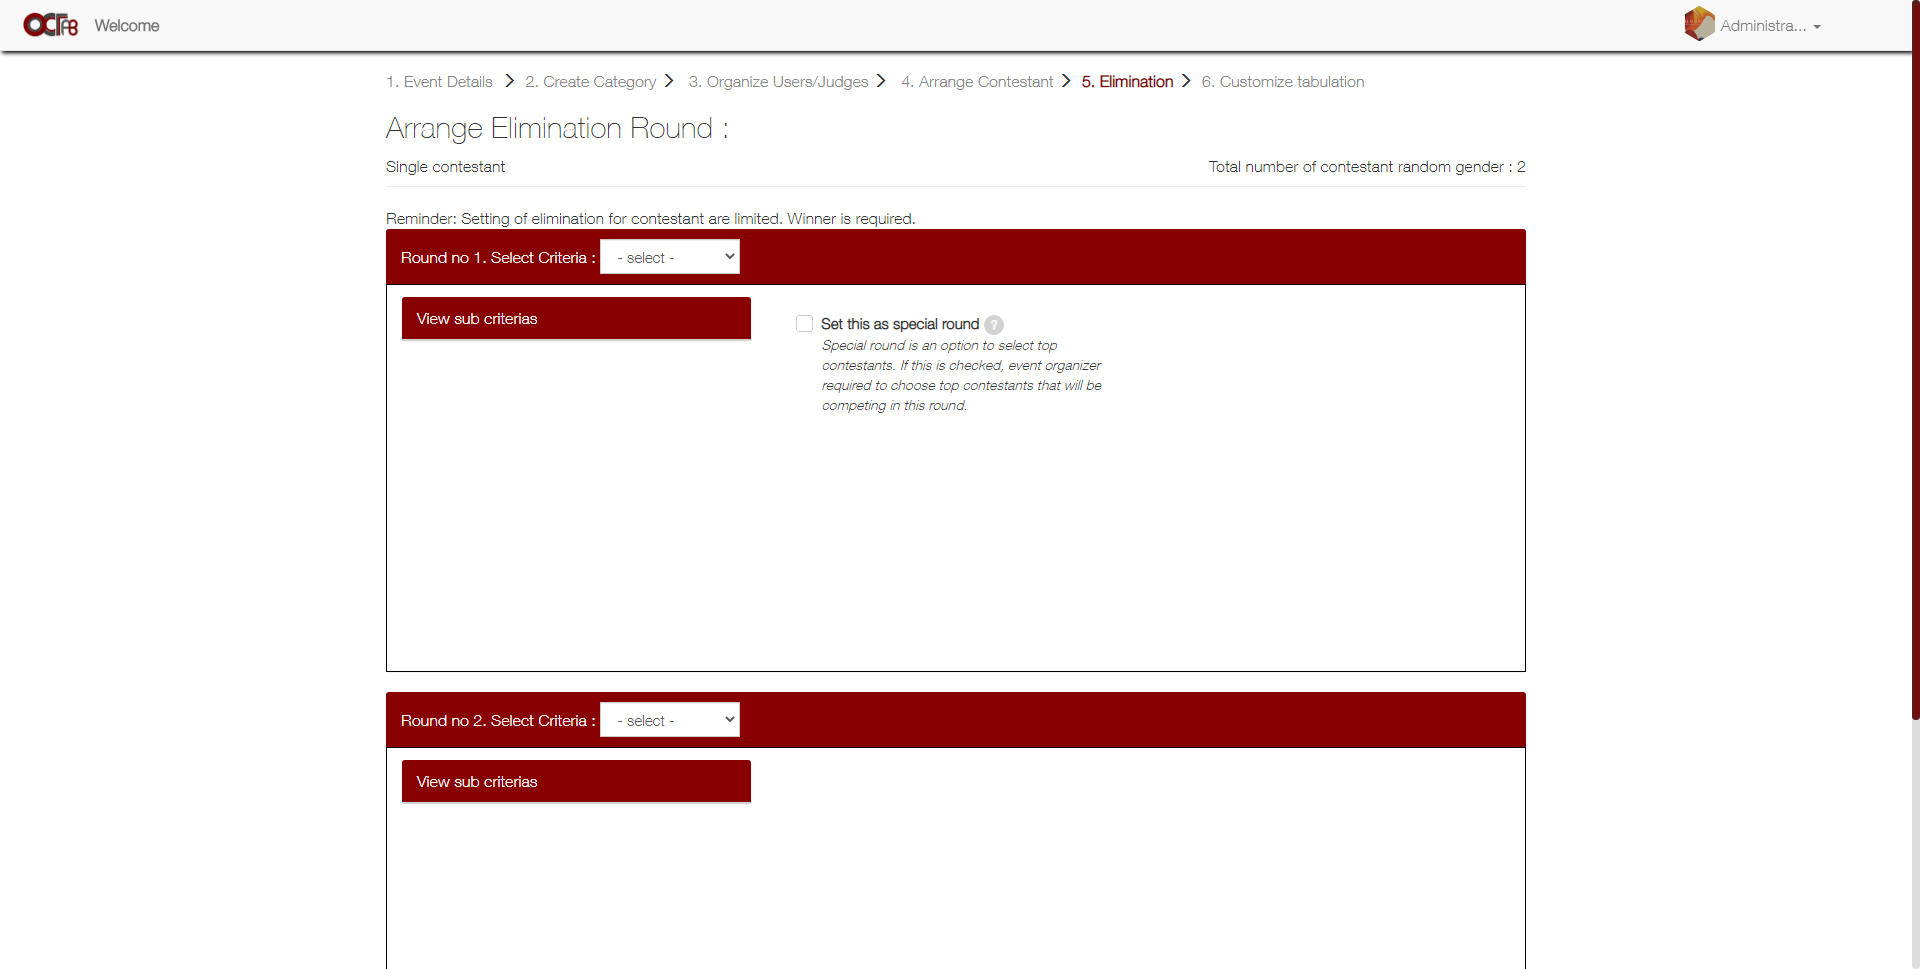 OCTAB Welcome
Administra...
1. Event Details 2. Create Category 3. Organize Users/Judges 4. Arrange Contestant 5. Elimination 6. Customize tabulation
Arrange Elimination Round :
Single contestant Total number of contestant random gender : 2
Reminder: Setting of elimination for contestant are limited. Winner is required.
Round no 1. Select Criteria : - select -
View sub criterias
Set this as special round ?
Special round is an option to select top
contestants. If this is checked, event organizer
required to choose top contestants that will be
competing in this round.
Round no 2. Select Criteria : - select -
View sub criterias